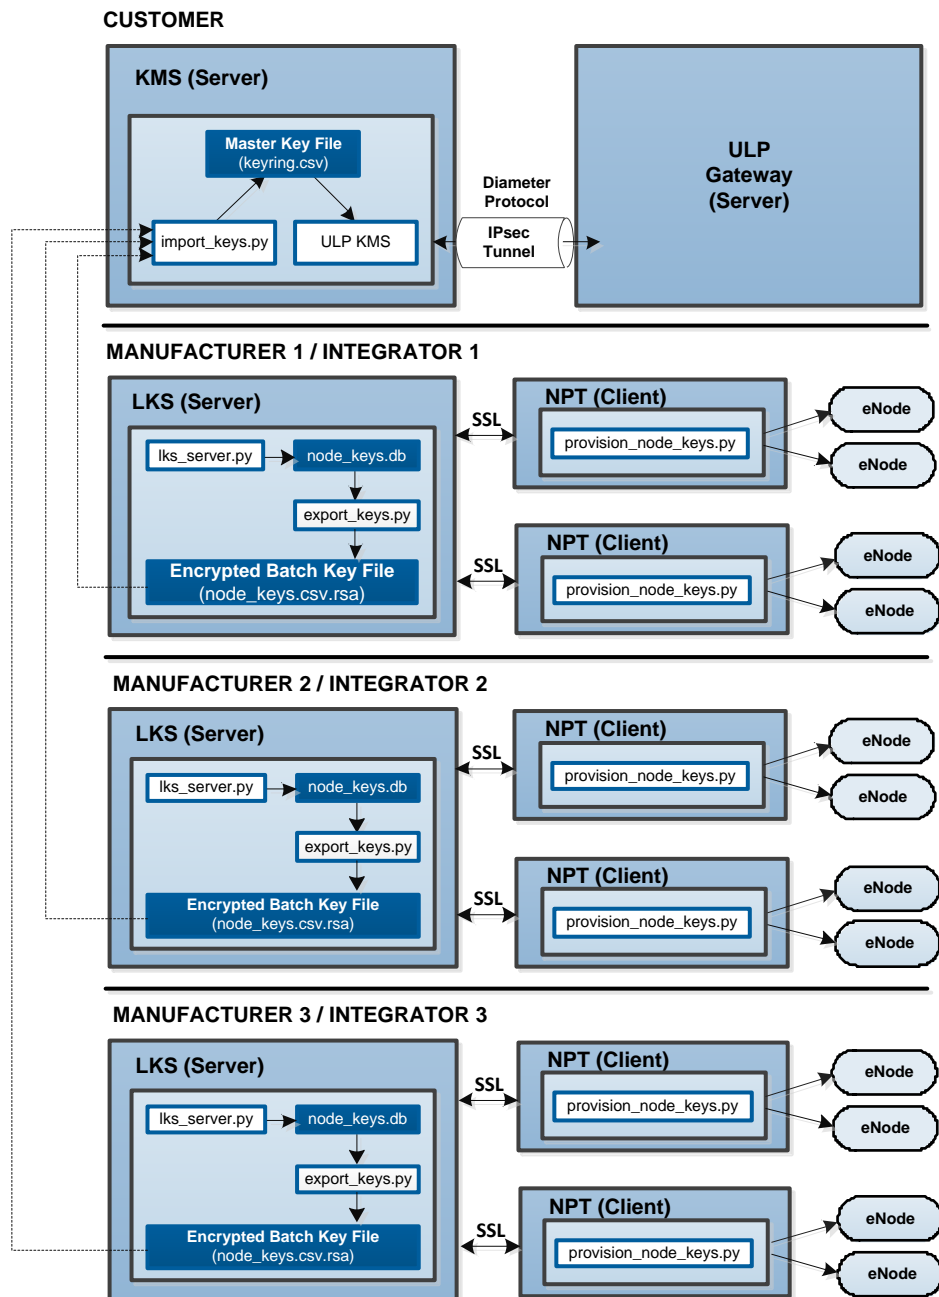 CUSTOMER
KMS (Server)
Master Key File
(keyring.csv)
import_keys.py
ULP KMS
Diameter
Protocol
IPsec
Tunnel
ULP
Gateway
(Server)
MANUFACTURER 1 / INTEGRATOR 1
LKS (Server)
lks_server.py
node_keys.db
export_keys.py
Encrypted Batch Key File
(node_keys.csv.rsa)
SSL
NPT (Client)
provision_node_keys.py
eNode
eNode
SSL
NPT (Client)
provision_node_keys.py
eNode
eNode
MANUFACTURER 2 / INTEGRATOR 2
LKS (Server)
lks_server.py
node_keys.db
export_keys.py
Encrypted Batch Key File
(node_keys.csv.rsa)
SSL
NPT (Client)
provision_node_keys.py
eNode
eNode
SSL
NPT (Client)
provision_node_keys.py
eNode
eNode
MANUFACTURER 3 / INTEGRATOR 3
LKS (Server)
lks_server.py
node_keys.db
export_keys.py
Encrypted Batch Key File
(node_keys.csv.rsa)
SSL
NPT (Client)
provision_node_keys.py
eNode
eNode
SSL
NPT (Client)
provision_node_keys.py
eNode
eNode